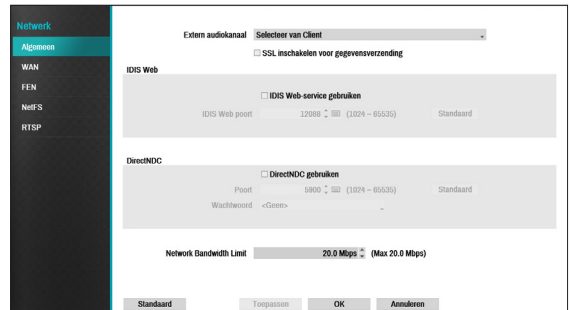 Netwerk
Algemeen
WAN
FEN
NetFS
RTSP
Extern audiokanaal Selecteer van Client
SSL inschakelen voor gegevensverzending
IDIS Web
IDIS Web-service gebruiken
IDIS Web poort 12088 (1024 – 65535) Standaard
DirectNDC
DirectNDC gebruiken
Poort 5900 (1024 – 65535) Standaard
Wachtwoord <Geen>
Network Bandwidth Limit 20.0 Mbps (Max 20.0 Mbps)
Standaard Toepassen OK Annuleren